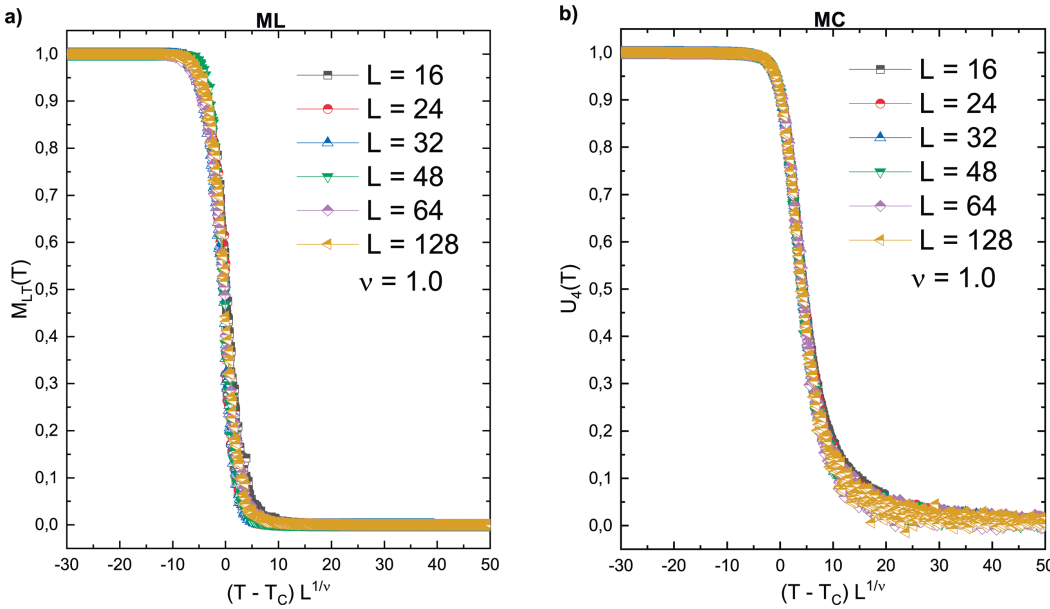 a)
ML
1,0
0,9
0,8
0,7
0,6
0,5
0,4
0,3
0,2
0,1
0,0
M_LT(T)
L = 16
L = 24
L = 32
L = 48
L = 64
L = 128
ν = 1.0
-30 -20 -10 0 10 20 30 40 50
(T - T_C) L^{1/ν}
b)
MC
1,0
0,9
0,8
0,7
0,6
0,5
0,4
0,3
0,2
0,1
0,0
U_4(T)
L = 16
L = 24
L = 32
L = 48
L = 64
L = 128
ν = 1.0
-30 -20 -10 0 10 20 30 40 50
(T - T_C) L^{1/ν}